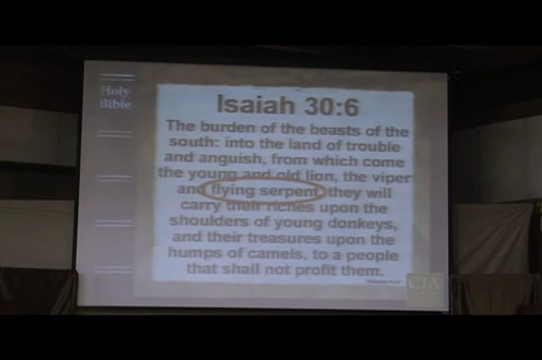 Holy
Bible
Isaiah 30:6
The burden of the beasts of the
south: into the land of trouble
and anguish, from which come
the young and old lion, the viper
and flying serpent, they will
carry their riches upon the
shoulders of young donkeys,
and their treasures upon the
humps of camels, to a people
that shall not profit them.
CIA